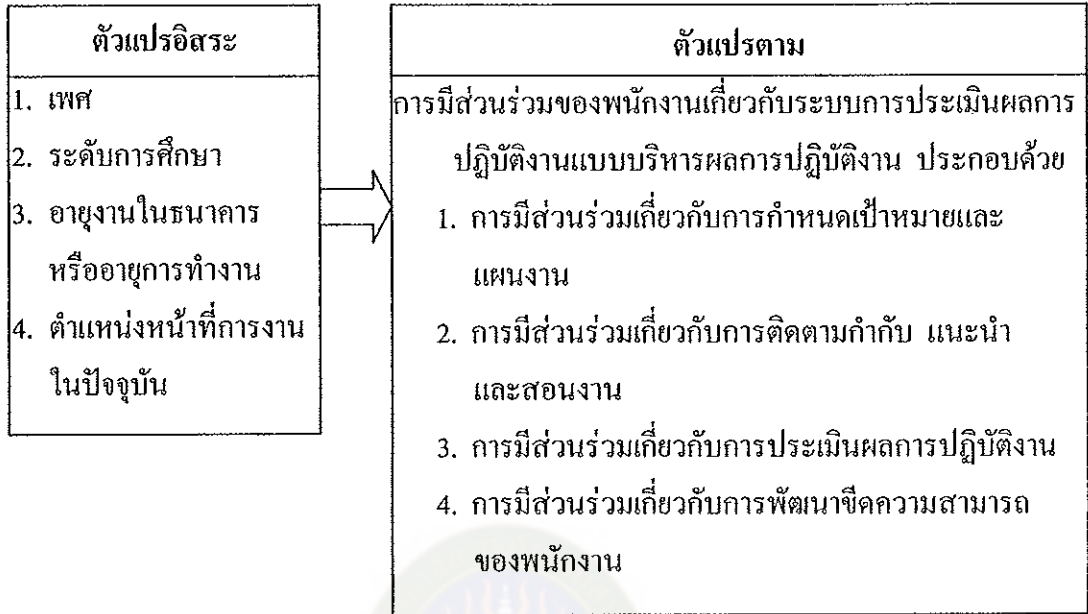 ตัวแปรอิสระ
1. เพศ
2. ระดับการศึกษา
3. อายุงานในธนาคาร
หรืออายุการทำงาน
4. ตำแหน่งหน้าที่การงาน
ในปัจจุบัน
ตัวแปรตาม
การมีส่วนร่วมของพนักงานเกี่ยวกับระบบการประเมินผลการ
ปฏิบัติงานแบบบริหารผลการปฏิบัติงาน ประกอบด้วย
1. การมีส่วนร่วมเกี่ยวกับการกำหนดเป้าหมายและ
แผนงาน
2. การมีส่วนร่วมเกี่ยวกับการติดตามกำกับ แนะนำ
และสอนงาน
3. การมีส่วนร่วมเกี่ยวกับการประเมินผลการปฏิบัติงาน
4. การมีส่วนร่วมเกี่ยวกับการพัฒนาขีดความสามารถ
ของพนักงาน